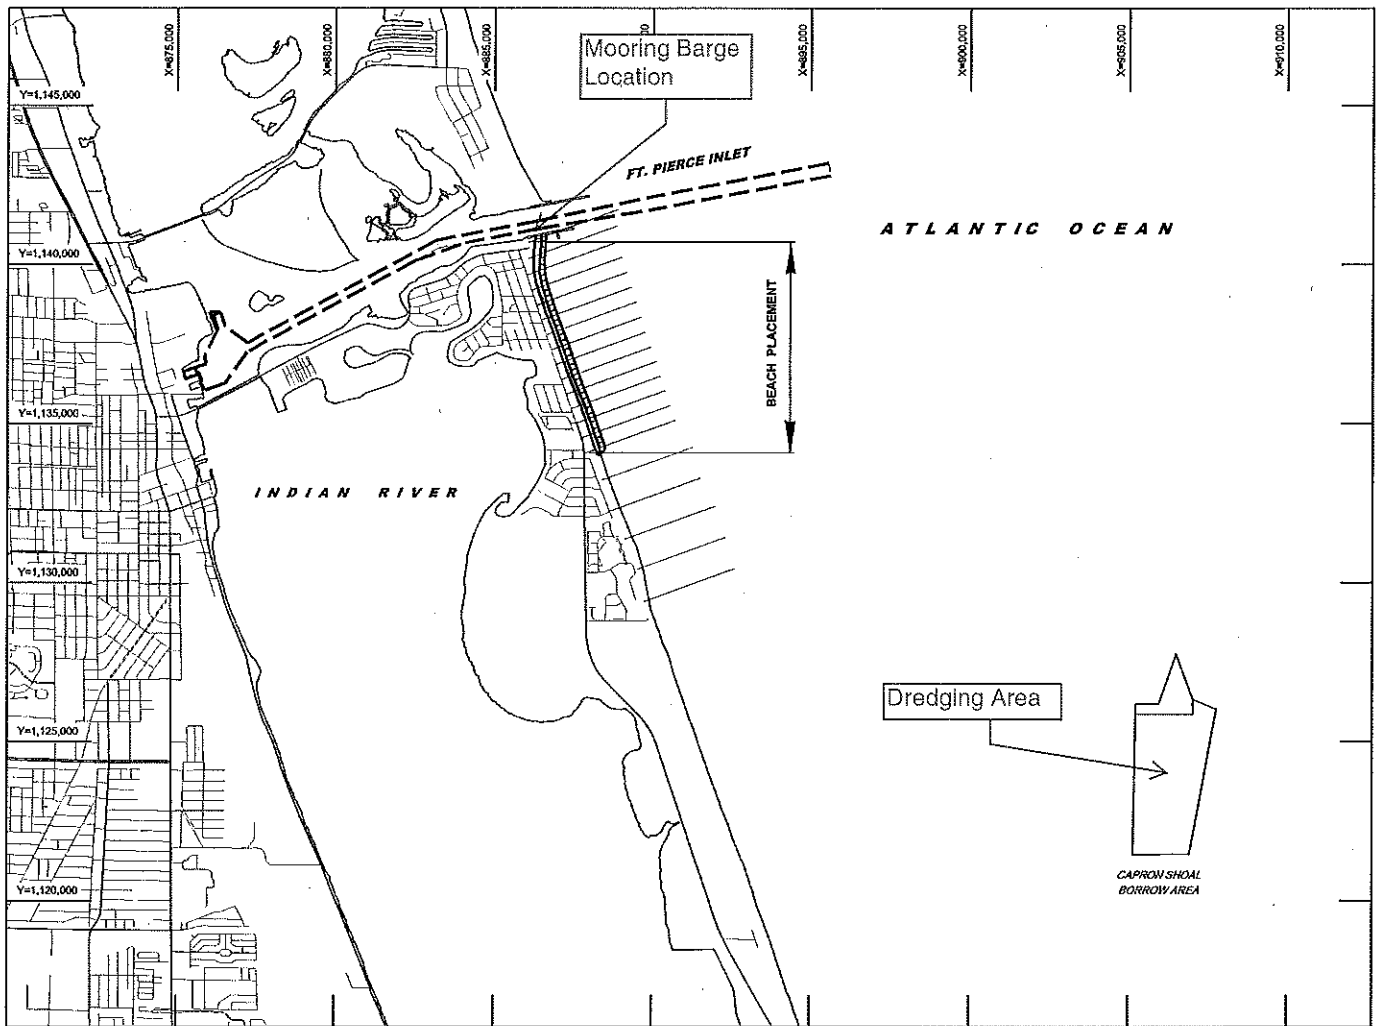 X=875,000
X=880,000
X=885,000
X=895,000
X=900,000
X=905,000
X=910,000
Mooring Barge
Location
Y=1,145,000
FT. PIERCE INLET
ATLANTIC OCEAN
Y=1,140,000
BEACH PLACEMENT
Y=1,135,000
INDIAN RIVER
Y=1,130,000
Dredging Area
Y=1,125,000
CAPRON SHOAL
BORROW AREA
Y=1,120,000